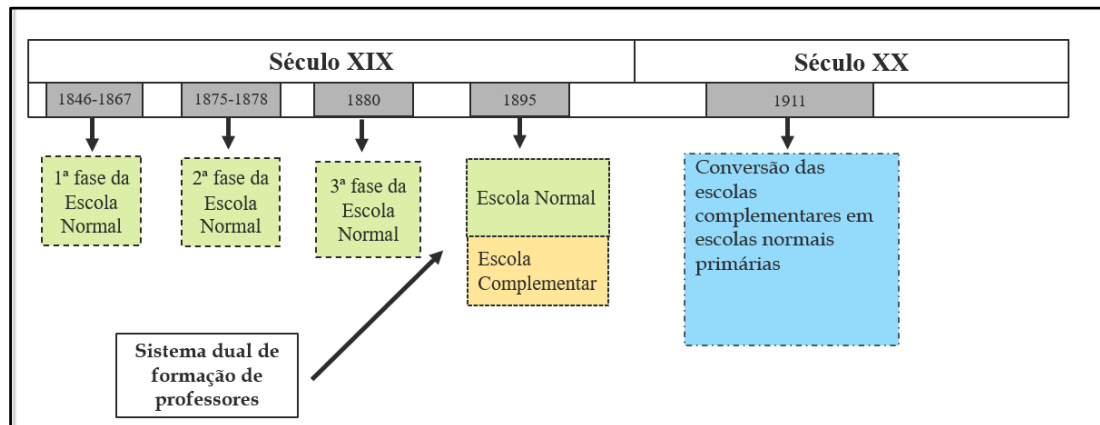 Século XIX
Século XX
1846-1867
1875-1878
1880
1895
1911
1ª fase da
Escola
Normal
2ª fase da
Escola
Normal
3ª fase da
Escola
Normal
Escola Normal
Escola
Complementar
Conversão das
escolas
complementares em
escolas normais
primárias
Sistema dual de
formação de
professores